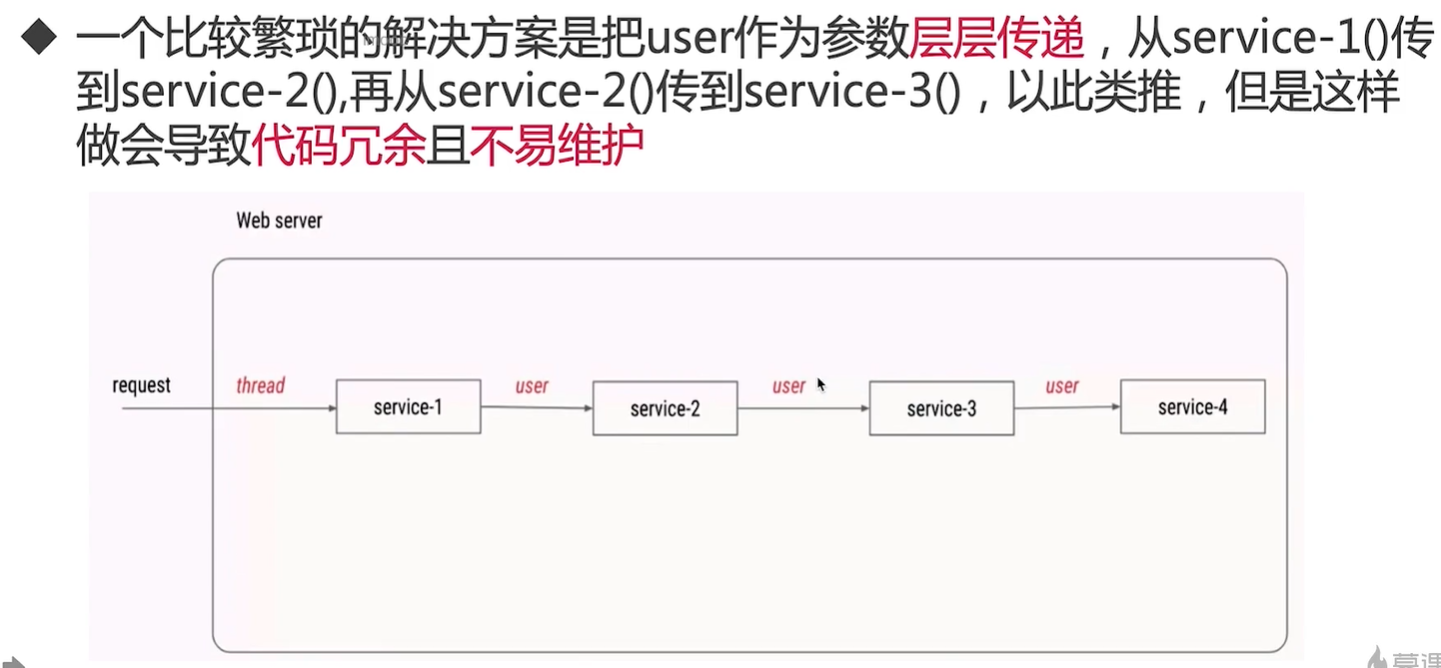 一个比较繁琐的解决方案是把user作为参数层层传递，从service-1()传
到service-2(),再从service-2()传到service-3()，以此类推，但是这样
做会导致代码冗余且不易维护
Web server
request thread service-1 user service-2 user service-3 user service-4